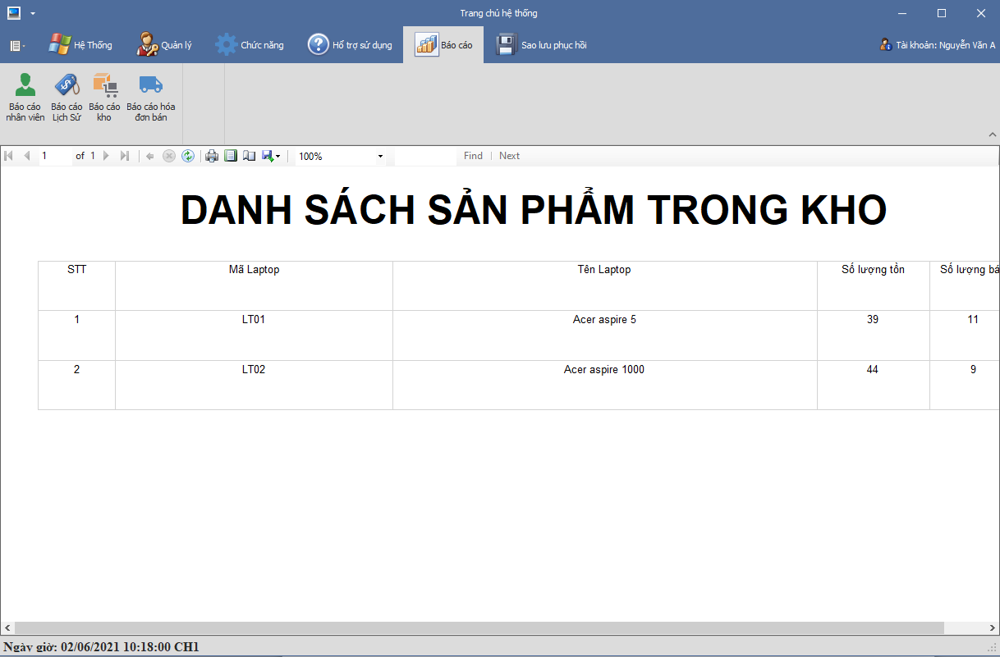 Trang chủ hệ thống
Hệ Thống
Quản lý
Chức năng
Hổ trợ sử dụng
Báo cáo
Sao lưu phục hồi
Tài khoản: Nguyễn Văn A
Báo cáo nhân viên
Báo cáo Lịch Sử
Báo cáo kho
Báo cáo hóa đơn bán
1 of 1
100%
Find | Next
DANH SÁCH SẢN PHẨM TRONG KHO
STT Mã Laptop Tên Laptop Số lượng tồn Số lượng bá
1 LT01 Acer aspire 5 39 11
2 LT02 Acer aspire 1000 44 9
Ngày giờ: 02/06/2021 10:18:00 CH1